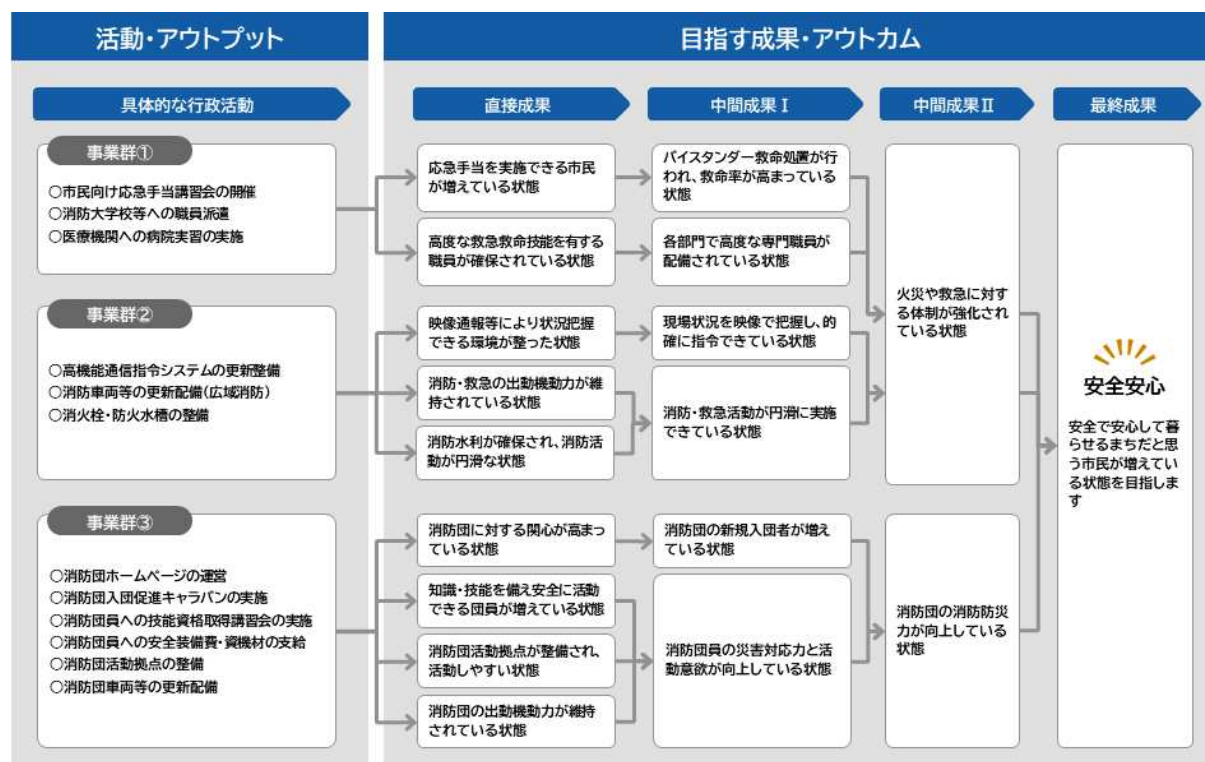 活動・アウトプット
目指す成果・アウトカム
具体的な行政活動
直接成果
中間成果Ⅰ
中間成果Ⅱ
最終成果
事業群①
○市民向け応急手当講習会の開催
○消防大学校等への職員派遣
○医療機関への病院実習の実施
応急手当を実施できる市民
が増えている状態
バイスタンダー救命処置が行
われ、救命率が高まっている
状態
高度な救急救命技能を有する
職員が確保されている状態
各部門で高度な専門職員が
配備されている状態
事業群②
○高機能通信指令システムの更新整備
○消防車両等の更新配備(広域消防)
○消火栓・防火水槽の整備
映像通報等により状況把握
できる環境が整った状態
現場状況を映像で把握し、的
確に指令できている状態
消防・救急の出動機動力が維
持されている状態
消防水利が確保され、消防活
動が円滑な状態
消防・救急活動が円滑に実施
できている状態
火災や救急に対す
る体制が強化され
ている状態
事業群③
○消防団ホームページの運営
○消防団入団促進キャラバンの実施
○消防団員への技能資格取得講習会の実施
○消防団員への安全装備費・資機材の支給
○消防団活動拠点の整備
○消防団車両等の更新配備
消防団に対する関心が高まっ
ている状態
消防団の新規入団者が増え
ている状態
知識・技能を備え安全に活動
できる団員が増えている状態
消防団活動拠点が整備され、
活動しやすい状態
消防団の出動機動力が維持
されている状態
消防団員の災害対応力と活
動意欲が向上している状態
消防団の消防防災
力が向上している
状態
安全安心
安全で安心して暮
らせるまちだと思
う市民が増えてい
る状態を目指しま
す